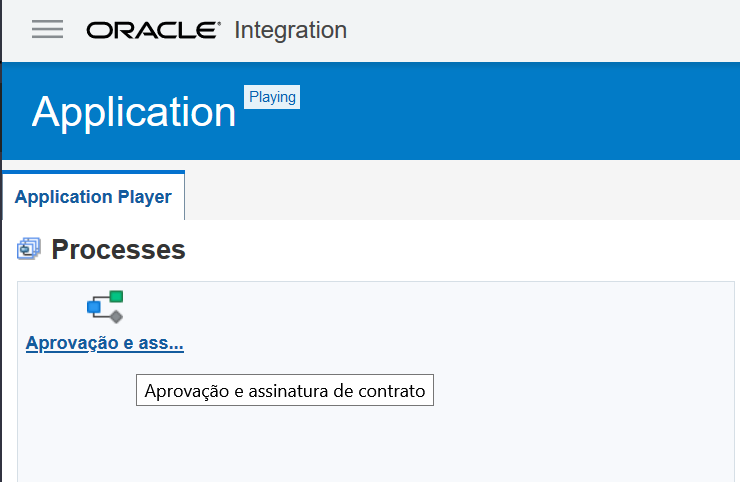 ORACLE® Integration
Application Playing
Application Player
Processes
Aprovação e ass...
Aprovação e assinatura de contrato